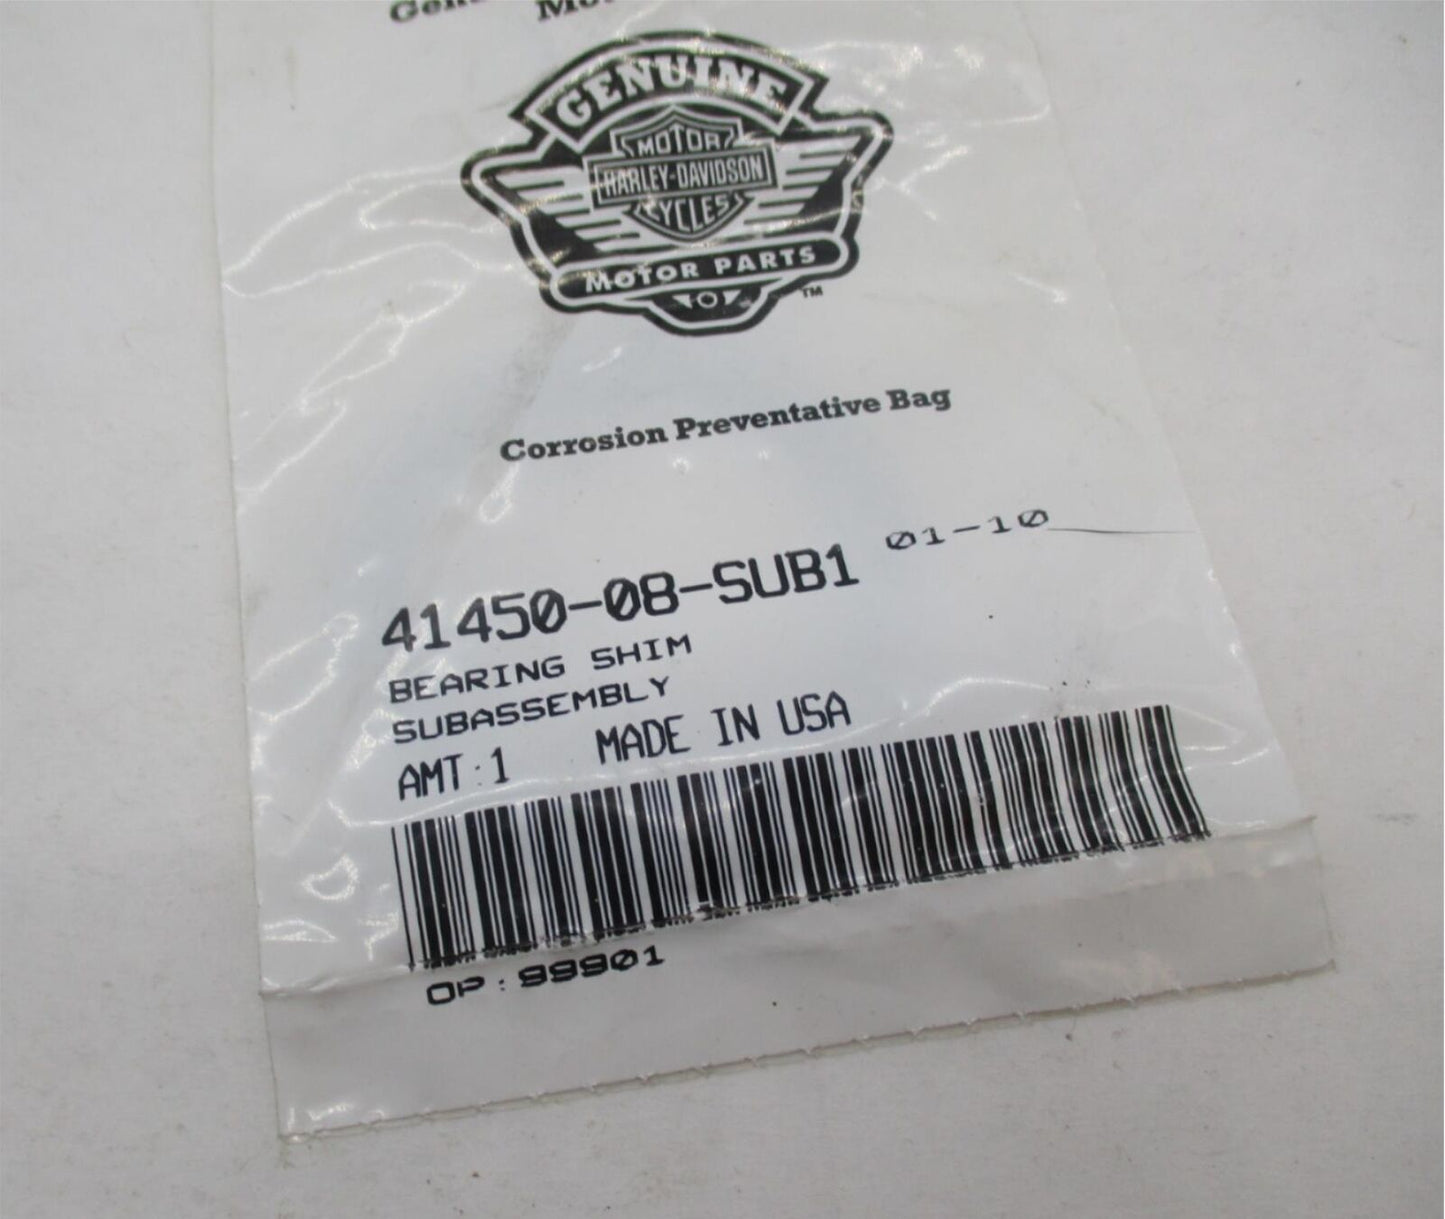 GENUINE
MOTOR
HARLEY-DAVIDSON
CYCLES
MOTOR PARTS
TM
Corrosion Preventative Bag
41450-08-SUB1 01-10
BEARING SHIM
SUBASSEMBLY
AMT:1 MADE IN USA
OP:99901